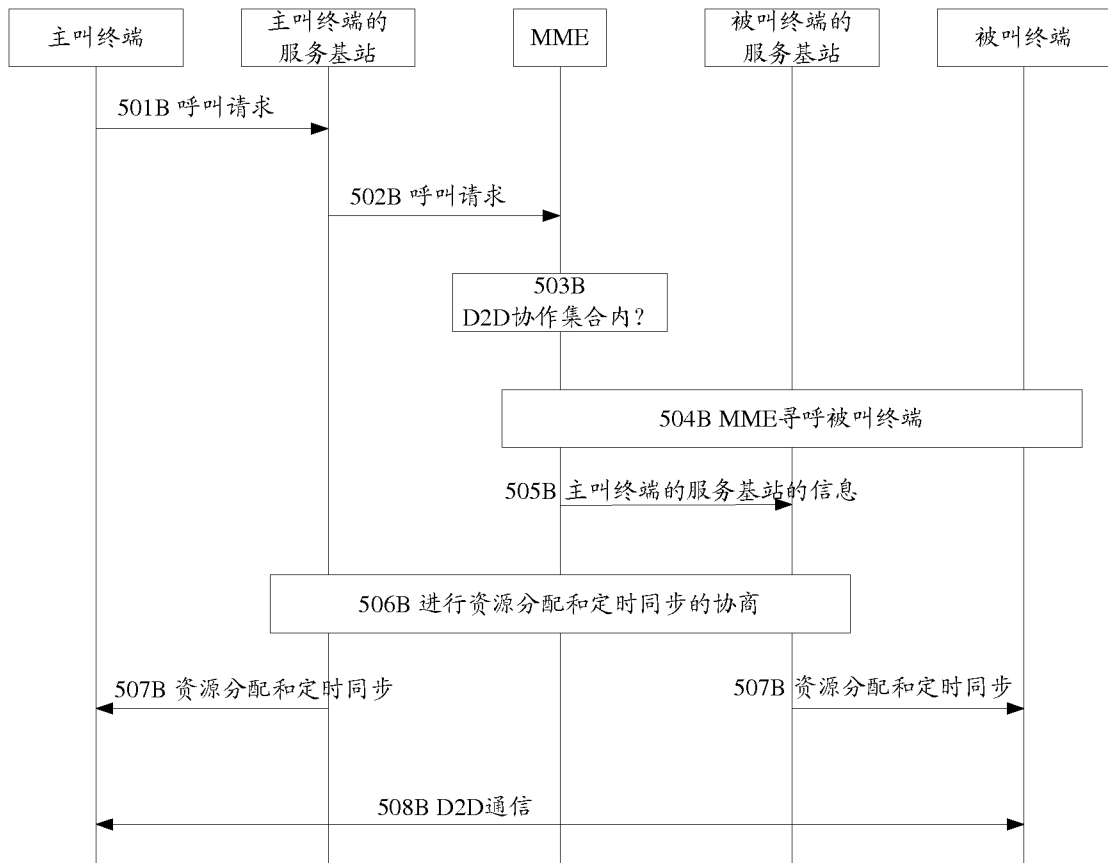 主叫终端
主叫终端的
服务基站
MME
被叫终端的
服务基站
被叫终端
501B 呼叫请求
502B 呼叫请求
503B
D2D协作集合内？
504B MME寻呼被叫终端
505B 主叫终端的服务基站的信息
506B 进行资源分配和定时同步的协商
507B 资源分配和定时同步
507B 资源分配和定时同步
508B D2D通信